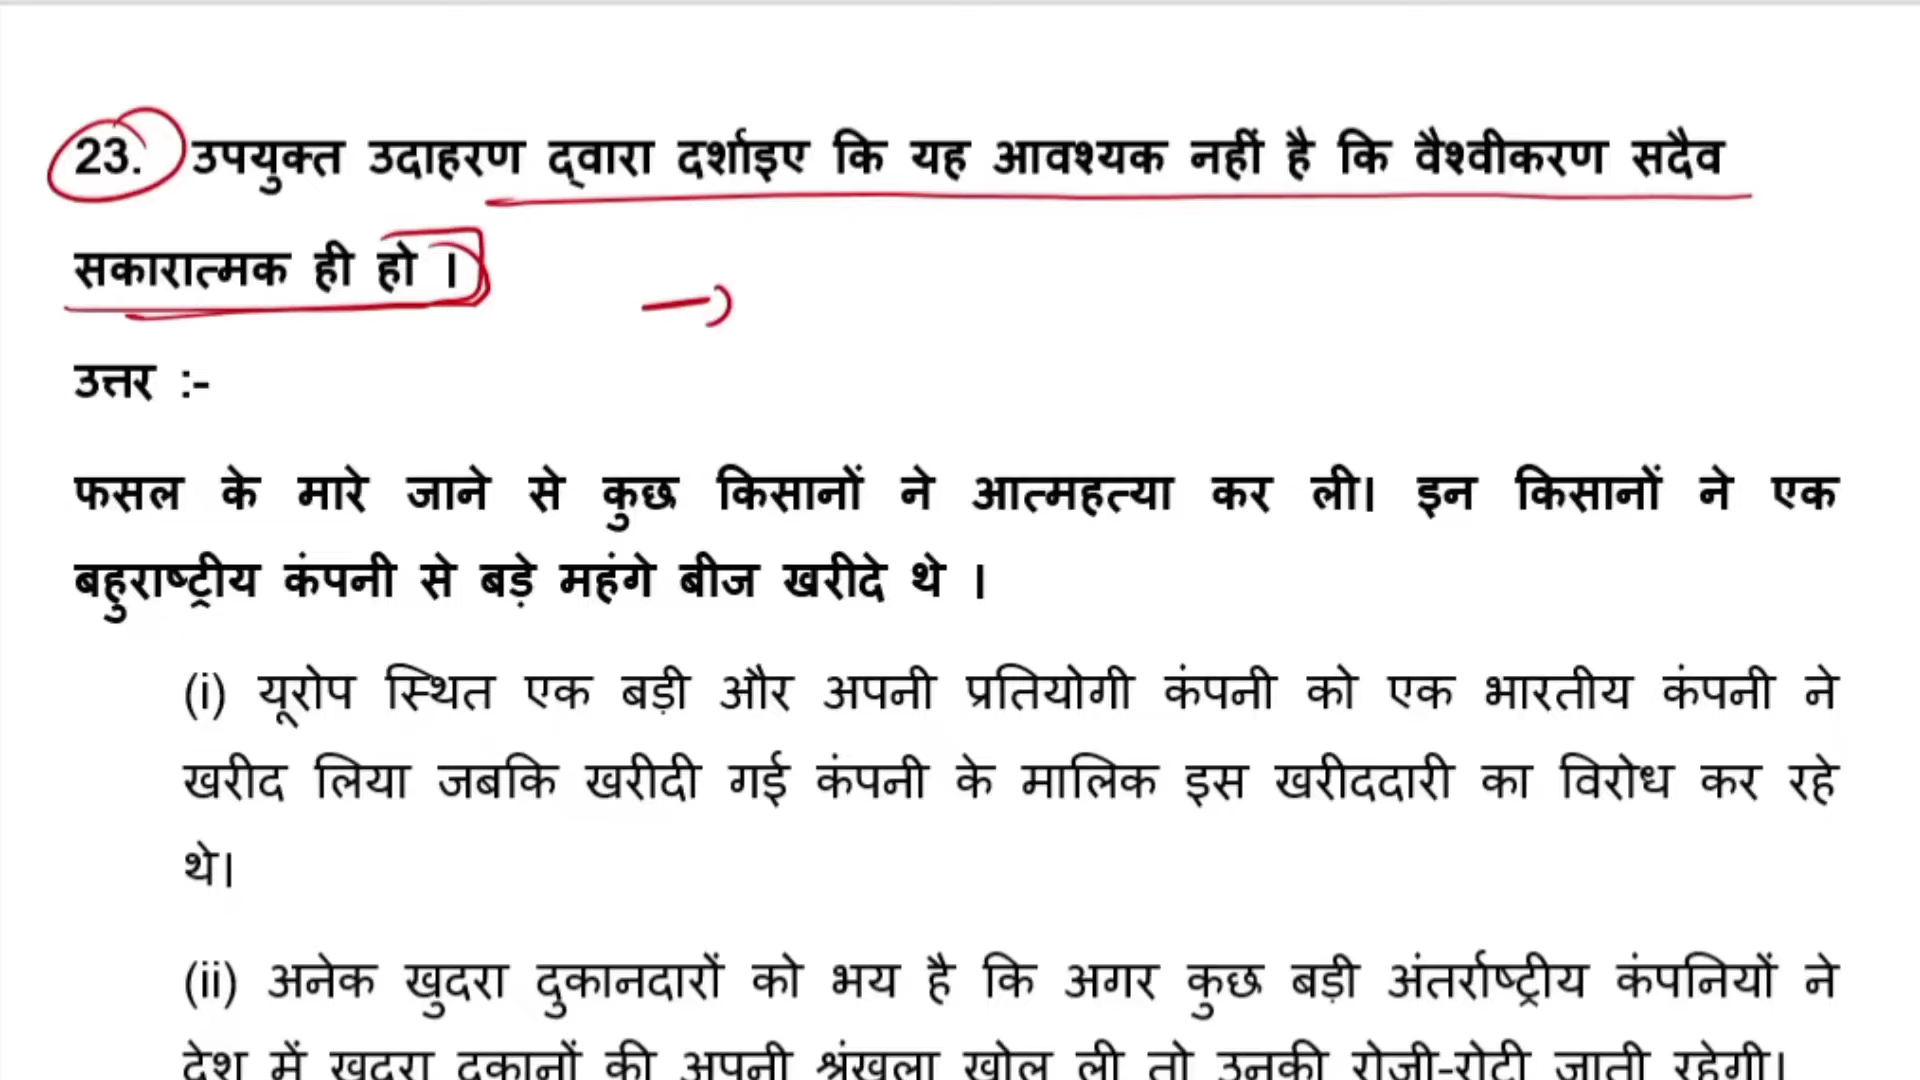 23. उपयुक्त उदाहरण द्वारा दर्शाइए कि यह आवश्यक नहीं है कि वैश्वीकरण सदैव
सकारात्मक ही हो ।
उत्तर :-
फसल के मारे जाने से कुछ किसानों ने आत्महत्या कर ली। इन किसानों ने एक
बहुराष्ट्रीय कंपनी से बड़े महंगे बीज खरीदे थे ।
(i) यूरोप स्थित एक बड़ी और अपनी प्रतियोगी कंपनी को एक भारतीय कंपनी ने
खरीद लिया जबकि खरीदी गई कंपनी के मालिक इस खरीददारी का विरोध कर रहे
थे।
(ii) अनेक खुदरा दुकानदारों को भय है कि अगर कुछ बड़ी अंतर्राष्ट्रीय कंपनियों ने
देश में खुदरा दुकानों की अपनी श्रृंखला खोल ली तो उनकी रोजी-रोटी जाती रहेगी।